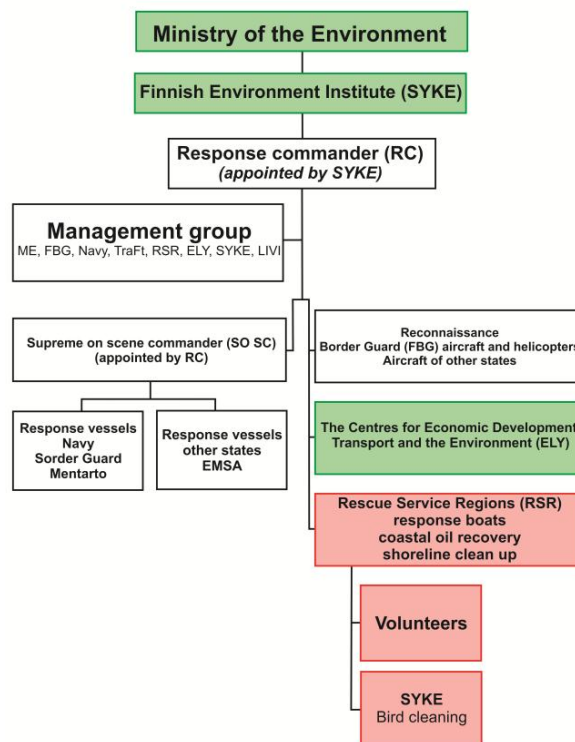 Ministry of the Environment
Finnish Environment Institute (SYKE)
Response commander (RC)
(appointed by SYKE)
Management group
ME, FBG, Navy, TraFt, RSR, ELY, SYKE, LIVI
Supreme on scene commander (SO SC)
(appointed by RC)
Reconnaissance
Border Guard (FBG) aircraft and helicopters
Aircraft of other states
Response vessels
Navy
Sorder Guard
Mentarto
Response vessels
other states
EMSA
The Centres for Economic Development
Transport and the Environment (ELY)
Rescue Service Regions (RSR)
response boats
coastal oil recovery
shoreline clean up
Volunteers
SYKE
Bird cleaning